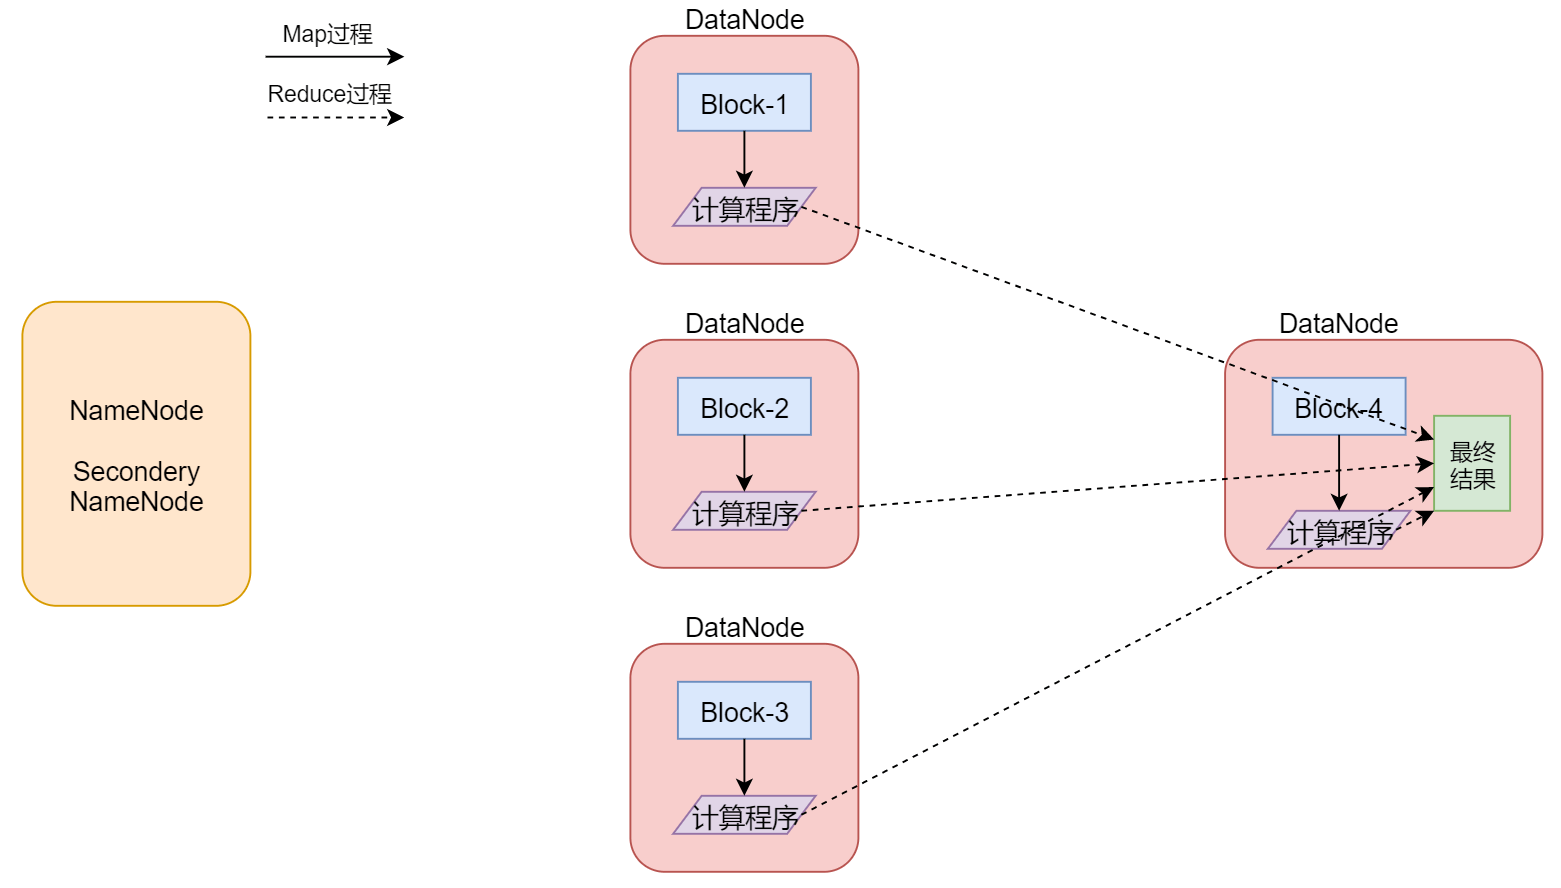 Map过程
Reduce过程
NameNode
Secondery
NameNode
DataNode
Block-1
计算程序
DataNode
Block-2
计算程序
DataNode
Block-3
计算程序
DataNode
Block-4
计算程序
最终
结果